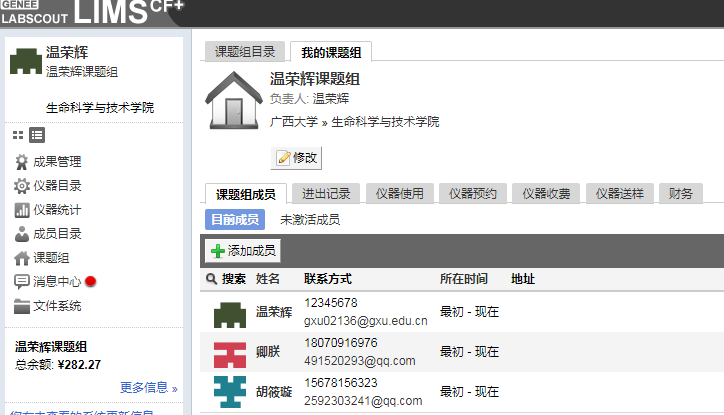 GENEE
LABSCOUT LIMS CF+
温荣辉
温荣辉课题组
生命科学与技术学院
成果管理
仪器目录
仪器统计
成员目录
课题组
消息中心
文件系统
温荣辉课题组
总余额: ¥282.27
更多信息 »
课题组目录 我的课题组
温荣辉课题组
负责人: 温荣辉
广西大学 » 生命科学与技术学院
修改
课题组成员 进出记录 仪器使用 仪器预约 仪器收费 仪器送样 财务
目前成员 未激活成员
添加成员
搜索 姓名 联系方式 所在时间 地址
温荣辉 12345678 最初 - 现在
gxu02136@gxu.edu.cn
卿朕 18070916976 最初 - 现在
491520293@qq.com
胡筱璇 15678156323 最初 - 现在
2592303241@qq.com